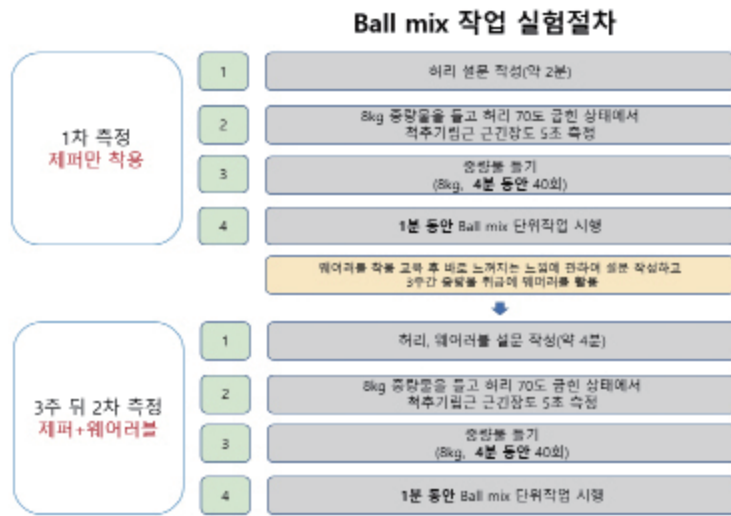 Ball mix 작업 실험절차
1차 측정
제퍼만 착용
1
허리 설문 작성(약 2분)
2
8kg 중량물을 들고 허리 70도 굽힌 상태에서
척추기립근 근긴장도 5초 측정
3
중량물 들기
(8kg, 4분 동안 40회)
4
1분 동안 Ball mix 단위작업 시행
웨어러블 착용 교육 후 바로 느껴지는 느낌에 관하여 설문 작성하고
3주간 중량물 취급에 웨어러블 활용
3주 뒤 2차 측정
제퍼+웨어러블
1
허리, 웨어러블 설문 작성(약 4분)
2
8kg 중량물을 들고 허리 70도 굽힌 상태에서
척추기립근 근긴장도 5초 측정
3
중량물 들기
(8kg, 4분 동안 40회)
4
1분 동안 Ball mix 단위작업 시행